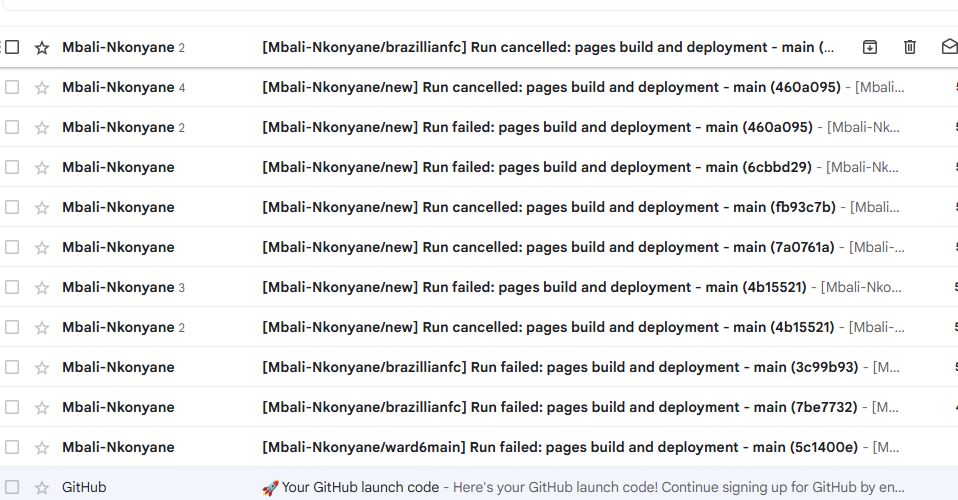 Mbali-Nkonyane 2 [Mbali-Nkonyane/brazillianfc] Run cancelled: pages build and deployment - main (...
Mbali-Nkonyane 4 [Mbali-Nkonyane/new] Run cancelled: pages build and deployment - main (460a095) - [Mbali...
Mbali-Nkonyane 2 [Mbali-Nkonyane/new] Run failed: pages build and deployment - main (460a095) - [Mbali-Nk...
Mbali-Nkonyane [Mbali-Nkonyane/new] Run failed: pages build and deployment - main (6cbbd29) - [Mbali-Nk...
Mbali-Nkonyane [Mbali-Nkonyane/new] Run cancelled: pages build and deployment - main (fb93c7b) - [Mbali...
Mbali-Nkonyane [Mbali-Nkonyane/new] Run cancelled: pages build and deployment - main (7a0761a) - [Mbali-...
Mbali-Nkonyane 3 [Mbali-Nkonyane/new] Run failed: pages build and deployment - main (4b15521) - [Mbali-Nko...
Mbali-Nkonyane 2 [Mbali-Nkonyane/new] Run cancelled: pages build and deployment - main (4b15521) - [Mbali-...
Mbali-Nkonyane [Mbali-Nkonyane/brazillianfc] Run failed: pages build and deployment - main (3c99b93) - [M...
Mbali-Nkonyane [Mbali-Nkonyane/brazillianfc] Run failed: pages build and deployment - main (7be7732) - [M...
Mbali-Nkonyane [Mbali-Nkonyane/ward6main] Run failed: pages build and deployment - main (5c1400e) - [M...
GitHub 🚀 Your GitHub launch code - Here's your GitHub launch code! Continue signing up for GitHub by en...